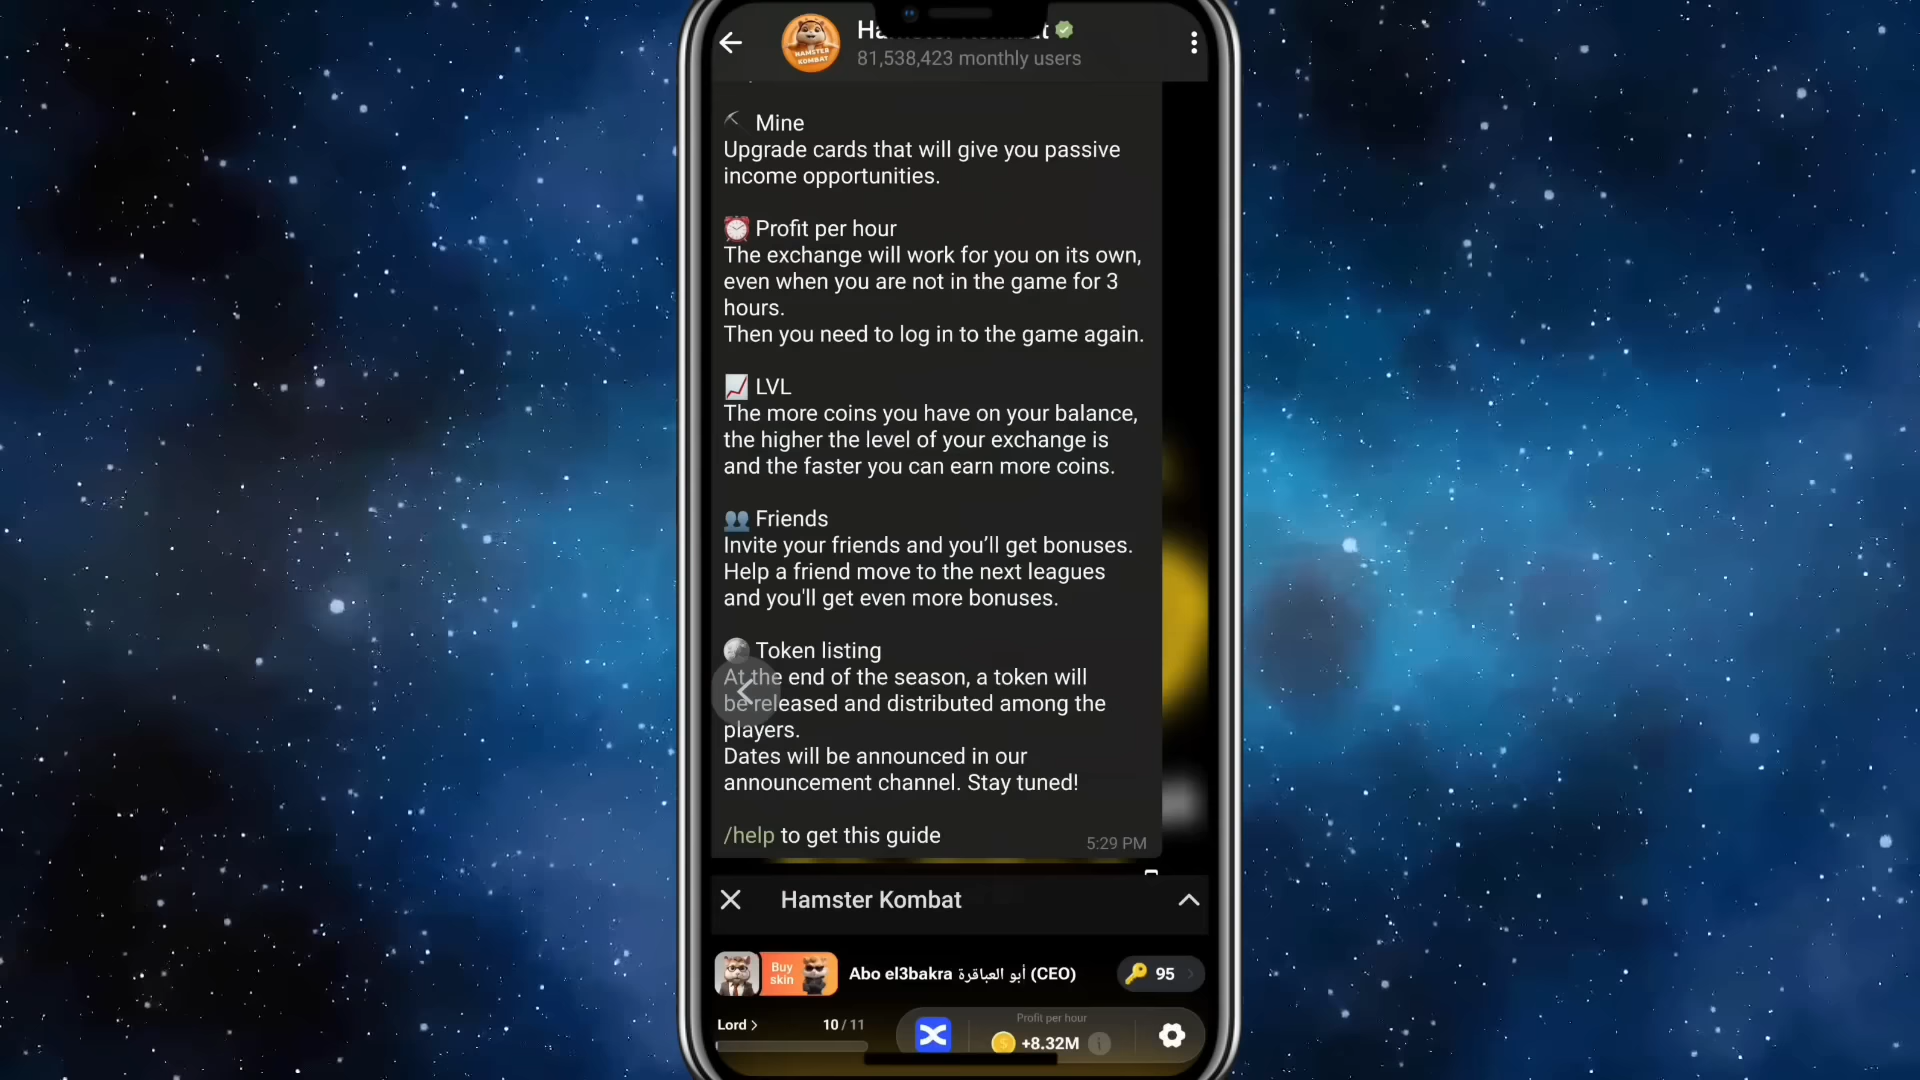 81,538,423 monthly users
HAMSTER
KOMBAT
Mine
Upgrade cards that will give you passive
income opportunities.
Profit per hour
The exchange will work for you on its own,
even when you are not in the game for 3
hours.
Then you need to log in to the game again.
LVL
The more coins you have on your balance,
the higher the level of your exchange is
and the faster you can earn more coins.
Friends
Invite your friends and you’ll get bonuses.
Help a friend move to the next leagues
and you'll get even more bonuses.
Token listing
At the end of the season, a token will
be released and distributed among the
players.
Dates will be announced in our
announcement channel. Stay tuned!
/help to get this guide
5:29 PM
Hamster Kombat
Buy
skin
Abo el3bakra أبو العباقرة (CEO)
95
Lord >
10 / 11
Profit per hour
+8.32M